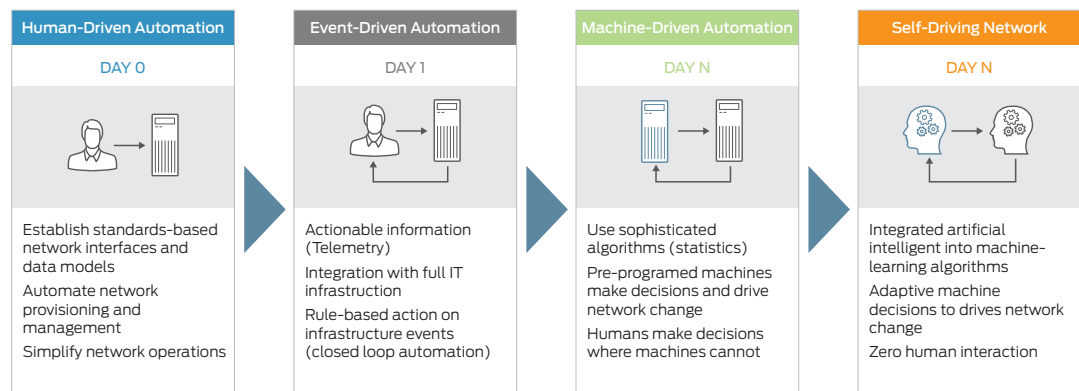 Human-Driven Automation
DAY 0
Establish standards-based
network interfaces and
data models
Automate network
provisioning and
management
Simplify network operations
Event-Driven Automation
DAY 1
Actionable information
(Telemetry)
Integration with full IT
infrastruction
Rule-based action on
infrastructure events
(closed loop automation)
Machine-Driven Automation
DAY N
Use sophisticated
algorithms (statistics)
Pre-programed machines
make decisions and drive
network change
Humans make decisions
where machines cannot
Self-Driving Network
DAY N
Integrated artificial
intelligent into machine-
learning algorithms
Adaptive machine
decisions to drives network
change
Zero human interaction